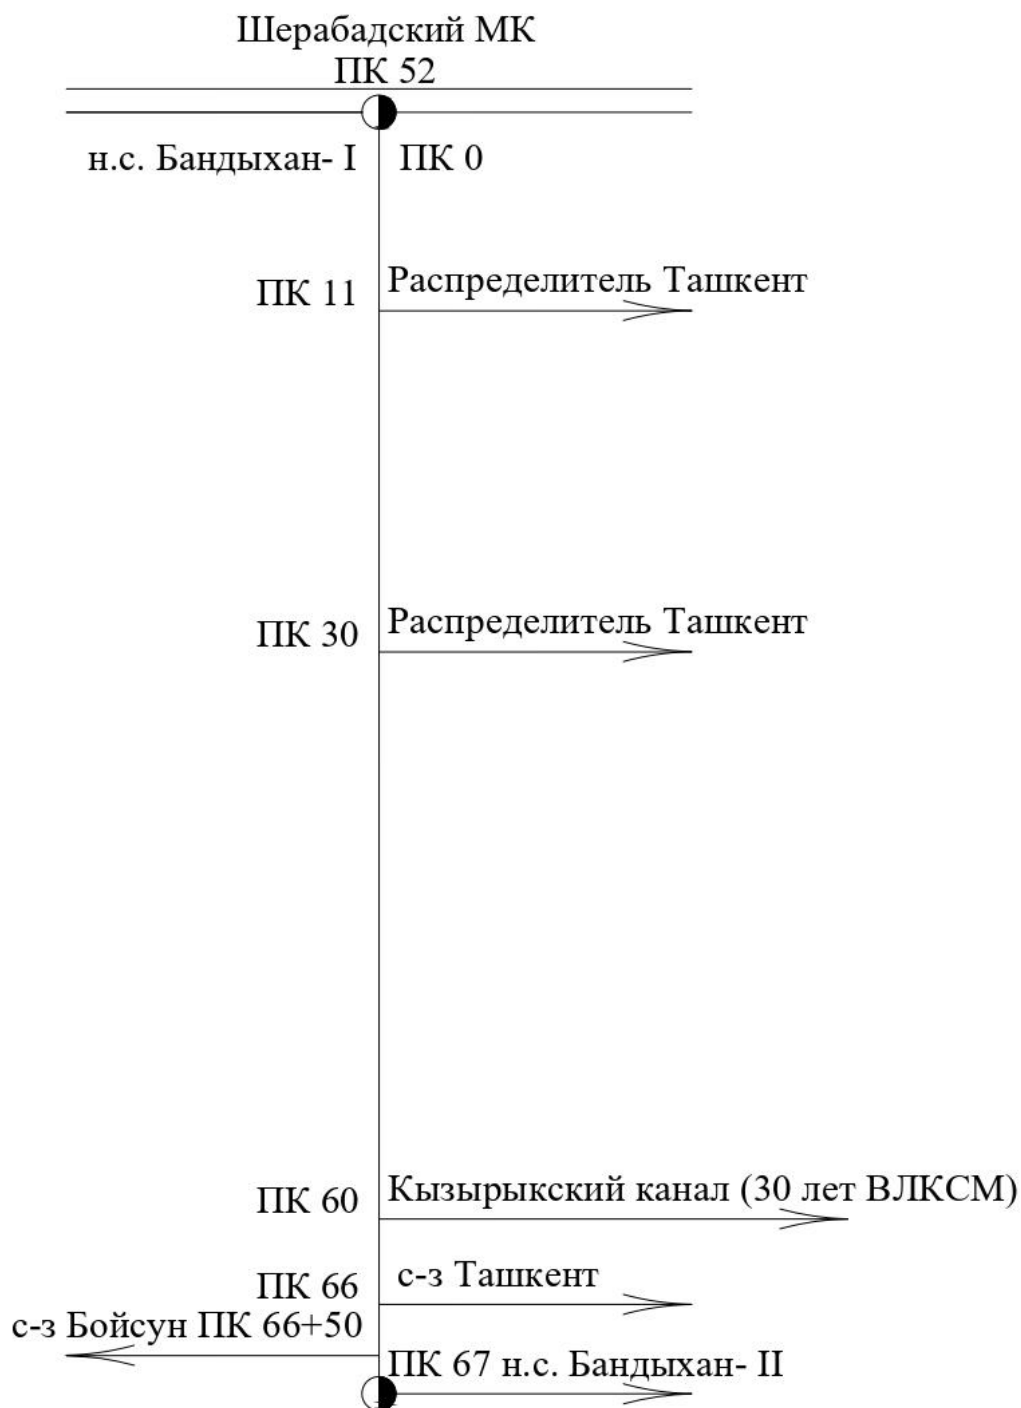 Шерабадский МК
ПК 52
н.с. Бандыхан- I ПК 0
ПК 11 Распределитель Ташкент
ПК 30 Распределитель Ташкент
ПК 60 Кызырыкский канал (30 лет ВЛКСМ)
ПК 66 с-з Ташкент
с-з Бойсун ПК 66+50
ПК 67 н.с. Бандыхан- II